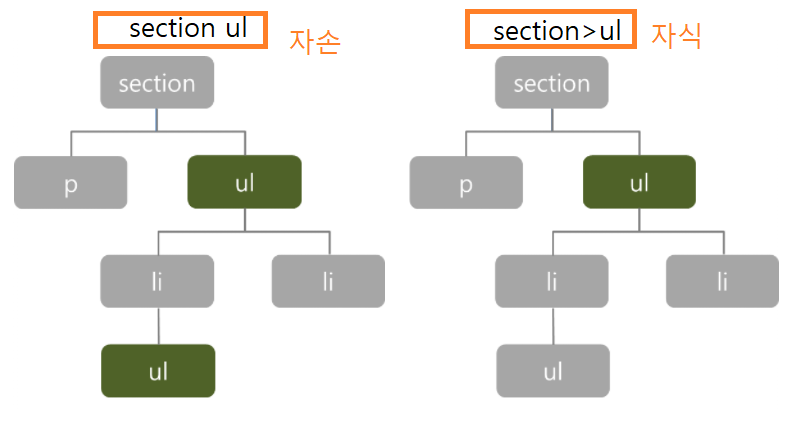 section ul 자손
section
p ul
li li
ul
section>ul 자식
section
p ul
li li
ul